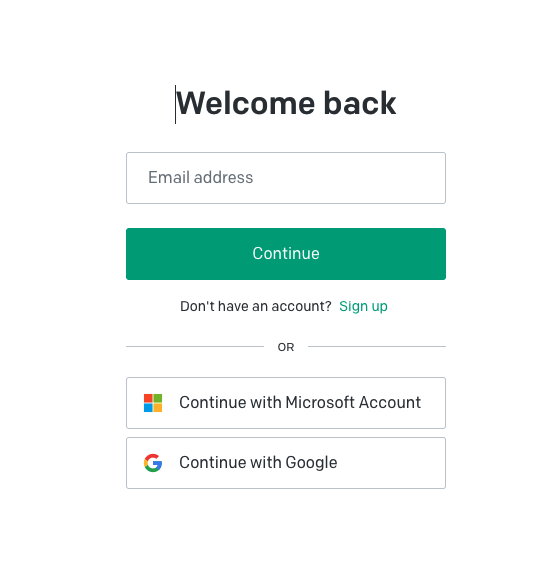 Welcome back
Email address
Continue
Don't have an account? Sign up
OR
Continue with Microsoft Account
Continue with Google